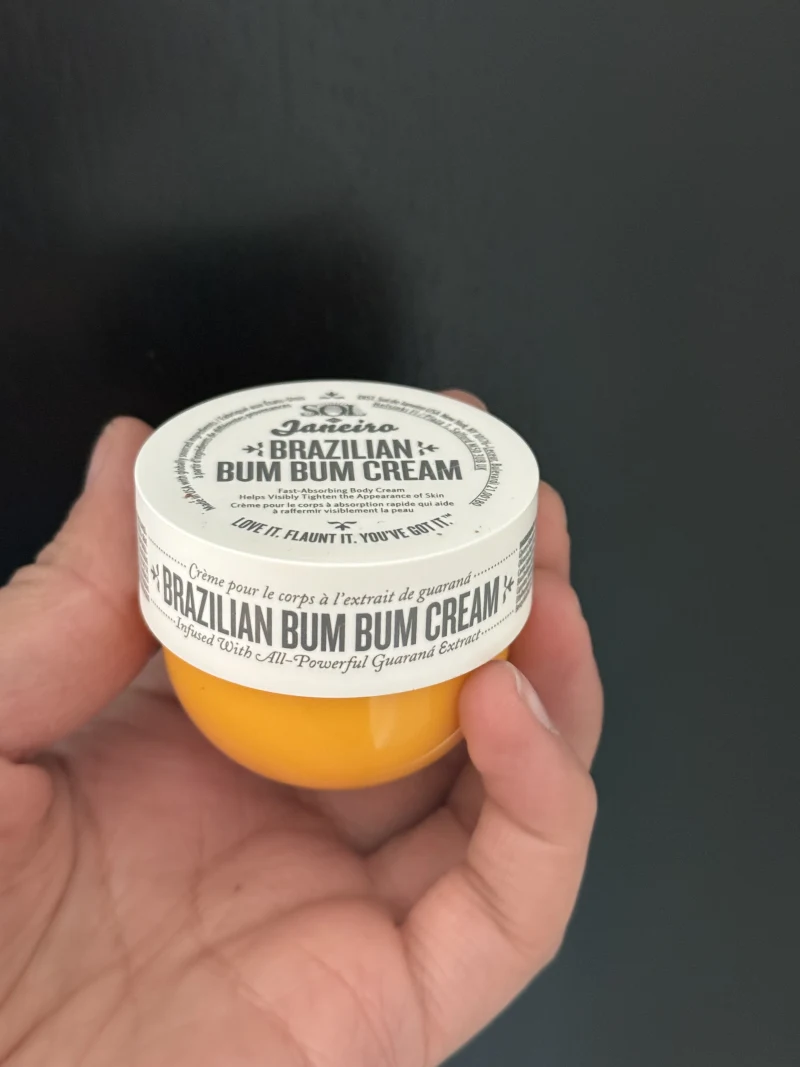 SOL
de
Janeiro
BRAZILIAN
BUM BUM CREAM
Fast-Absorbing Body Cream
Helps Visibly Tighten the Appearance of Skin
Crème pour le corps à absorption rapide qui aide
à raffermir visiblement la peau
LOVE IT. FLAUNT IT. YOU'VE GOT IT.™
Crème pour le corps à l'extrait de guaraná
BRAZILIAN BUM BUM CREAM
Infused With All-Powerful Guaraná Extract